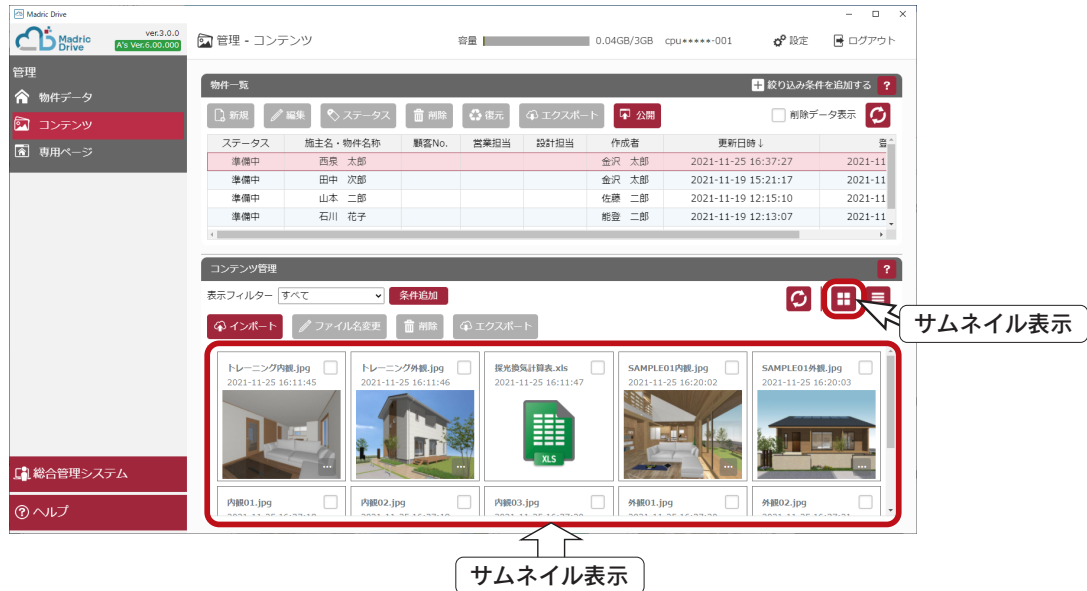 Madric Drive
Madric Drive
ver.3.0.0
A's Ver.6.00.000
管理 - コンテンツ
容量
0.04GB/3GB
cpu*****-001
設定
ログアウト
管理
物件データ
コンテンツ
専用ページ
総合管理システム
ヘルプ
物件一覧
絞り込み条件を追加する ?
新規 編集 ステータス 削除 復元 エクスポート 公開 削除データ表示
ステータス 施主名・物件名称 顧客No. 営業担当 設計担当 作成者 更新日時↓ 登
準備中 西泉 太郎 金沢 太郎 2021-11-25 16:37:27 2021-11
準備中 田中 次郎 金沢 太郎 2021-11-19 15:21:17 2021-11
準備中 山本 二郎 佐藤 二郎 2021-11-19 12:15:10 2021-11
準備中 石川 花子 能登 二郎 2021-11-19 12:13:07 2021-11
コンテンツ管理 ?
表示フィルター すべて 条件追加
サムネイル表示
インポート ファイル名変更 削除 エクスポート
トレーニング内観.jpg トレーニング外観.jpg 採光換気計算表.xls SAMPLE01内観.jpg SAMPLE01外観.jpg
2021-11-25 16:11:45 2021-11-25 16:11:46 2021-11-25 16:11:47 2021-11-25 16:20:02 2021-11-25 16:20:03
XLS
内観01.jpg 内観02.jpg 内観03.jpg 外観01.jpg 外観02.jpg
サムネイル表示